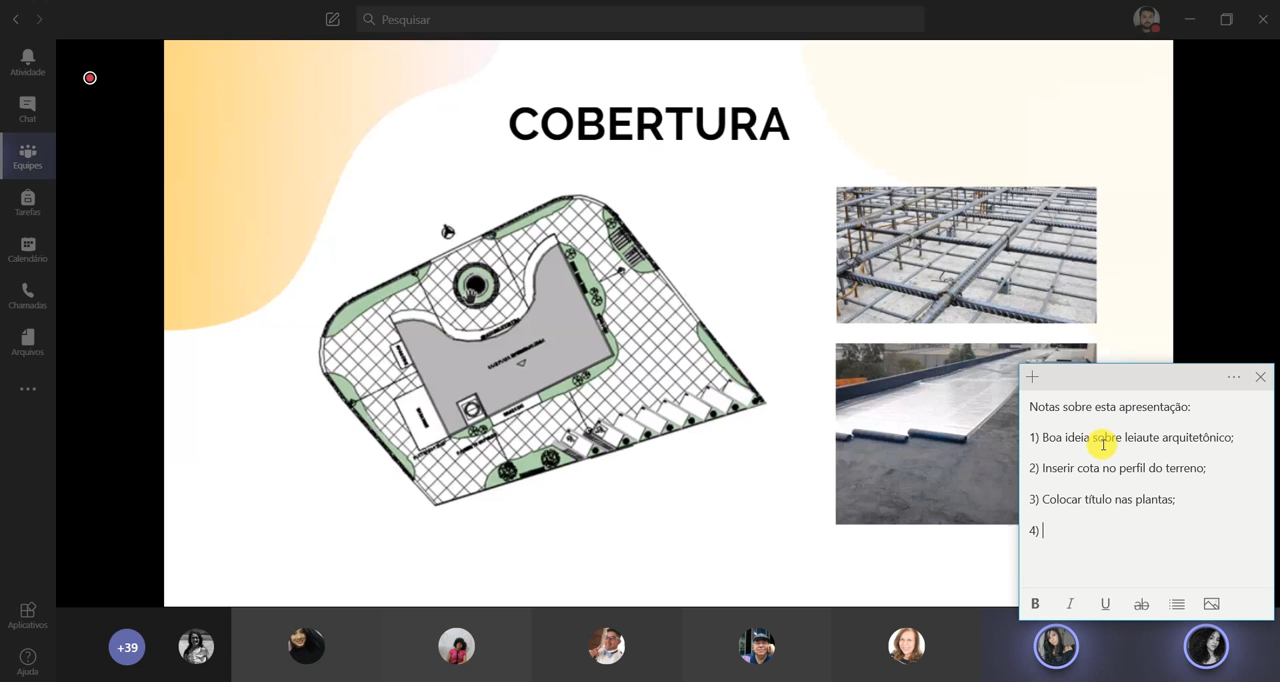 Pesquisar
Atividade
Chat
Equipes
Tarefas
Calendário
Chamadas
Arquivos
Aplicativos
Ajuda
COBERTURA
Notas sobre esta apresentação:
1) Boa ideia sobre leiaute arquitetônico;
2) Inserir cota no perfil do terreno;
3) Colocar título nas plantas;
4)
B I U ab
+39